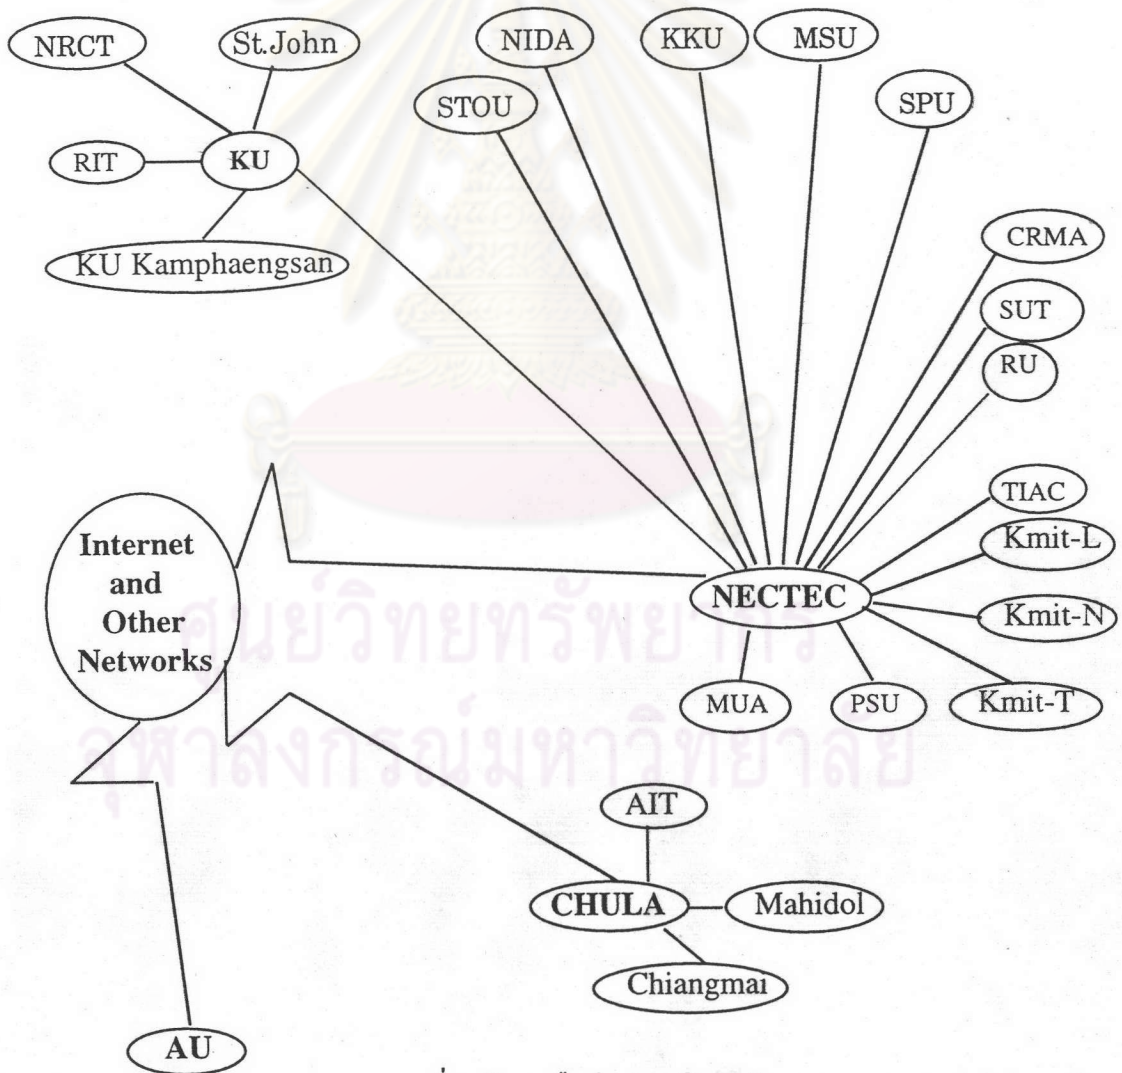 NRCT
St.John
NIDA
KKU
MSU
STOU
SPU
RIT
KU
KU Kamphaengsan
CRMA
SUT
RU
TIAC
Kmit-L
Internet
and
Other
Networks
NECTEC
Kmit-N
MUA
PSU
Kmit-T
ศูนย์วิทยทรัพยากร
จุฬาลงกรณ์มหาวิทยาลัย
AIT
CHULA
Mahidol
Chiangmai
AU